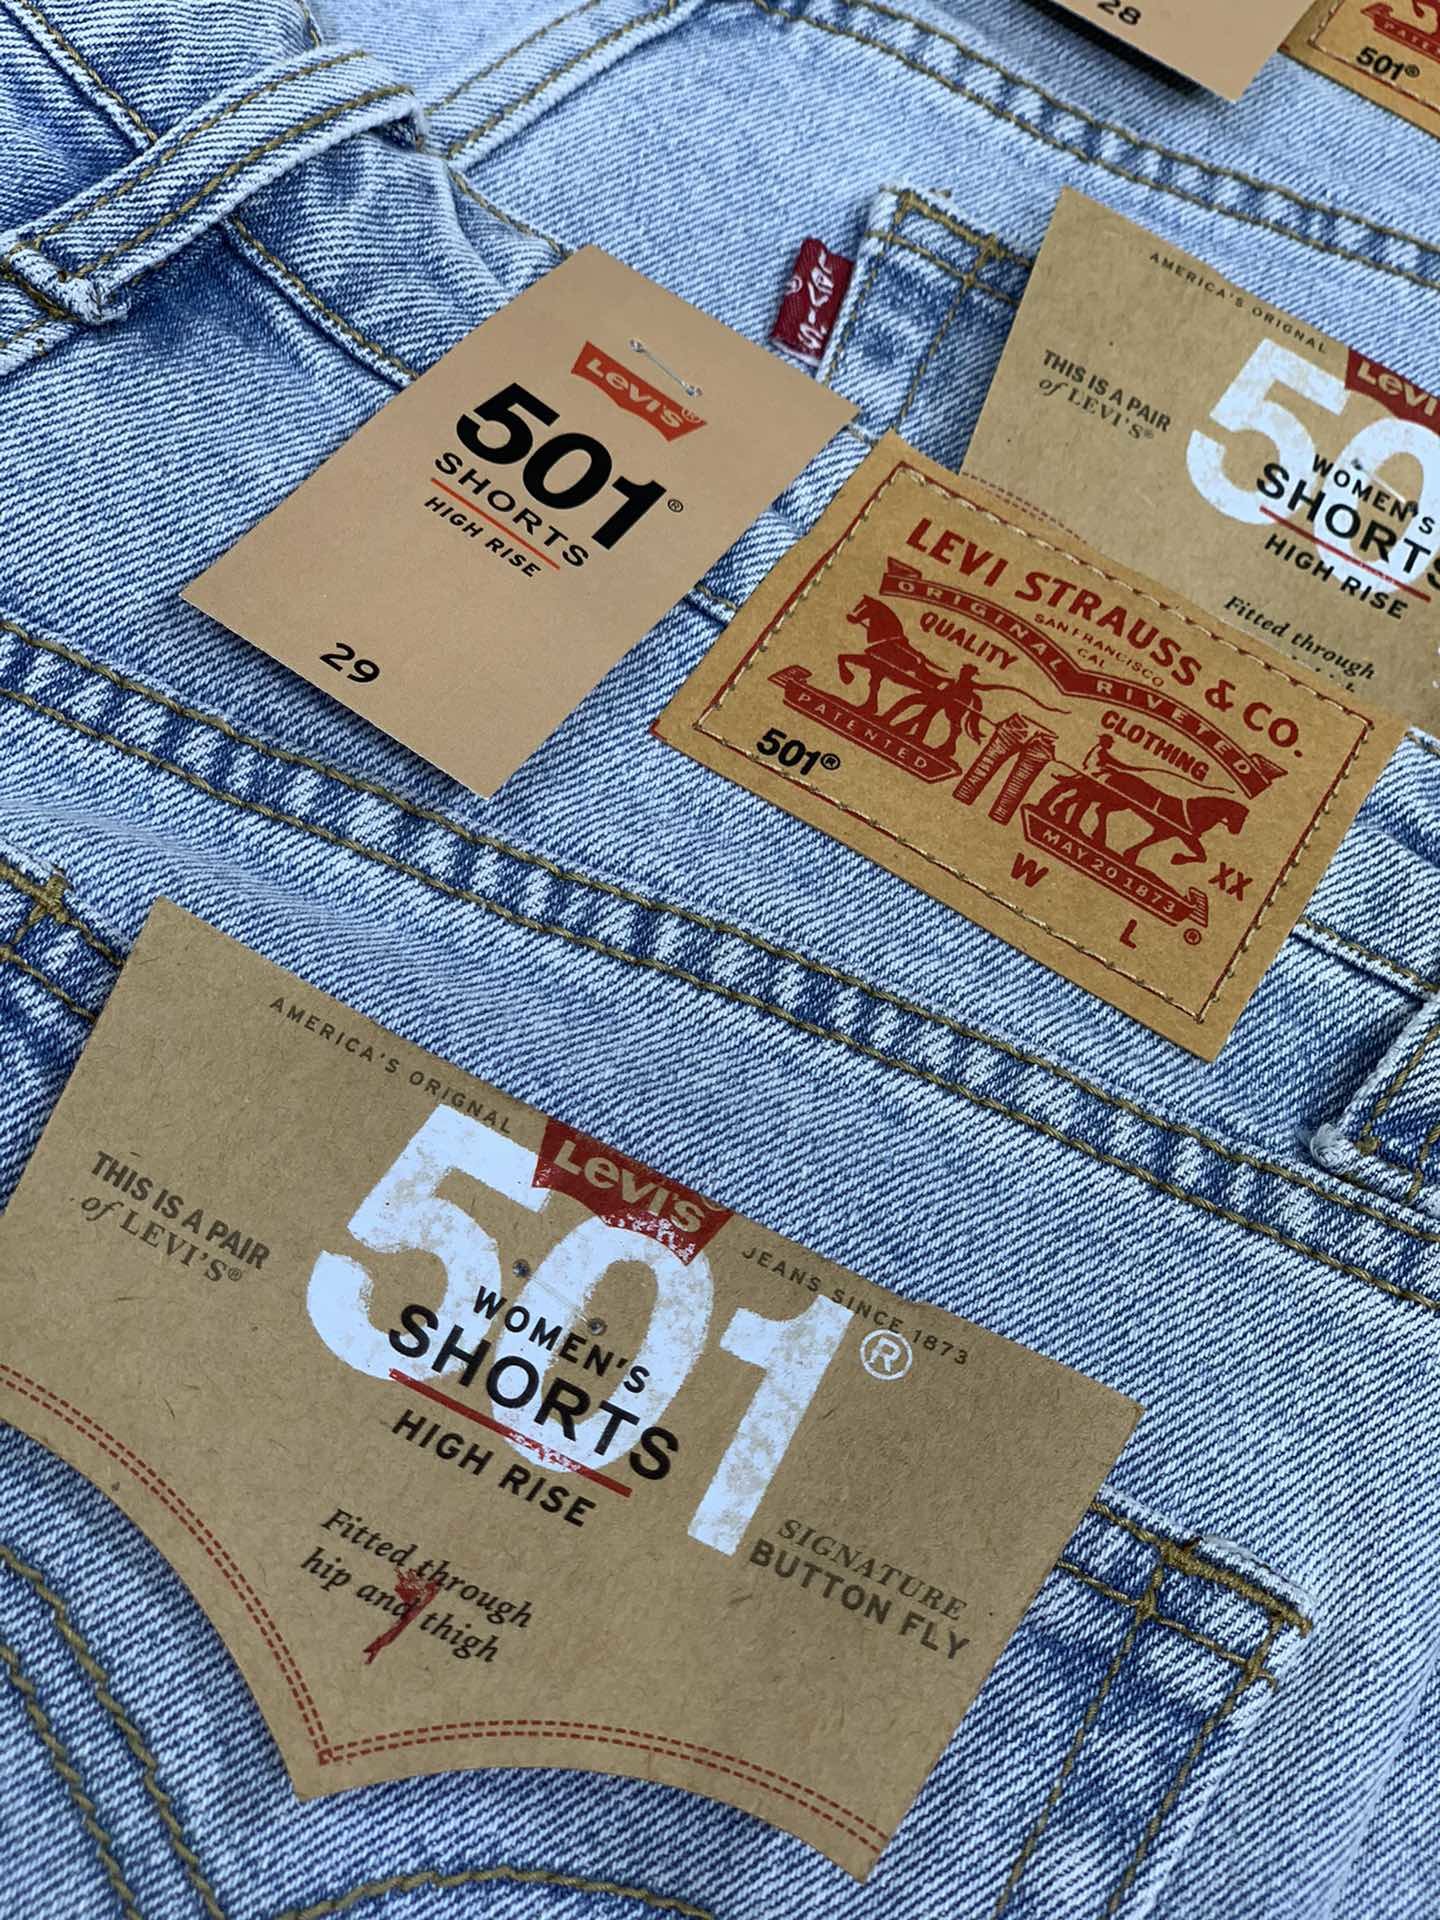 28
501®
LEVI'S
®
Levi's®
501®
SHORTS
HIGH RISE
29
AMERICA'S ORIGNAL
THIS IS A PAIR
of LEVI'S®
Levi
50
WOMEN'S
SHORTS
HIGH RISE
Fitted through
LEVI STRAUSS & CO.
SAN FRANCISCO
CAL
ORIGINAL RIVETED
QUALITY CLOTHING
PATENTED
MAY 20 1873
501®
W L XX
®
AMERICA'S ORIGNAL
Levi's®
JEANS SINCE 1873
THIS IS A PAIR
of LEVI'S®
501®
WOMEN'S
SHORTS
HIGH RISE
Fitted through
hip and thigh
SIGNATURE
BUTTON FLY